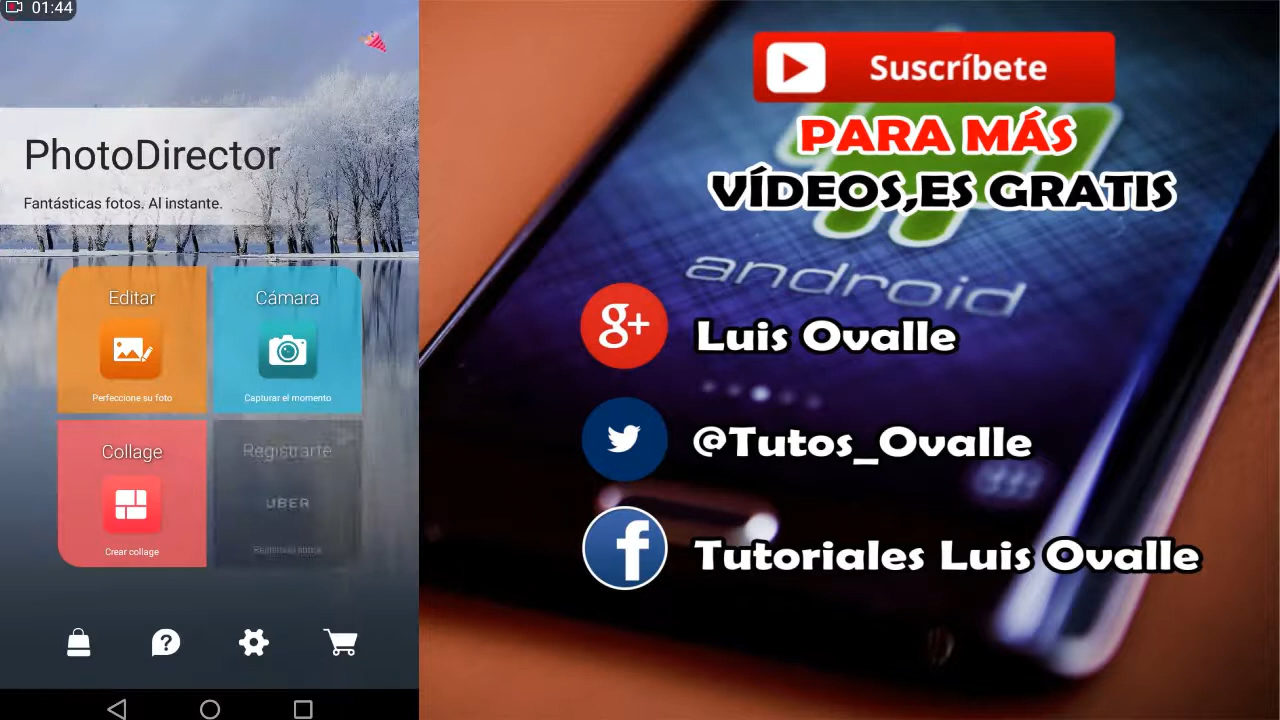 01:44
PhotoDirector
Fantásticas fotos. Al instante.
Editar
Perfeccione su foto
Cámara
Capturar el momento
Collage
Crear collage
Registrarte
UBER
Suscríbete
PARA MÁS
VÍDEOS,ES GRATIS
android
g+ Luis Ovalle
@Tutos_Ovalle
f Tutoriales Luis Ovalle